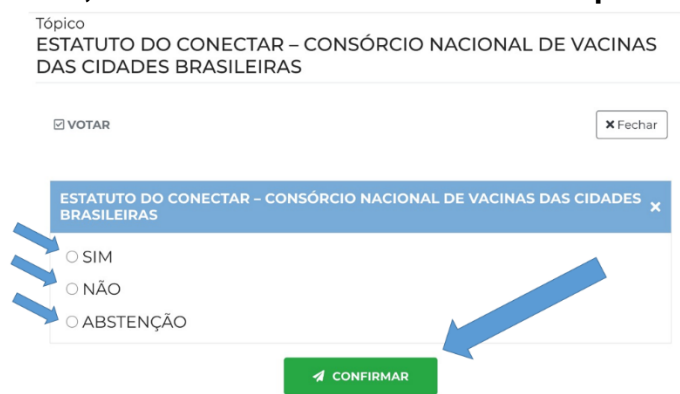 Tópico
ESTATUTO DO CONECTAR – CONSÓRCIO NACIONAL DE VACINAS
DAS CIDADES BRASILEIRAS
VOTAR
Fechar
ESTATUTO DO CONECTAR – CONSÓRCIO NACIONAL DE VACINAS DAS CIDADES
BRASILEIRAS
SIM
NÃO
ABSTENÇÃO
CONFIRMAR